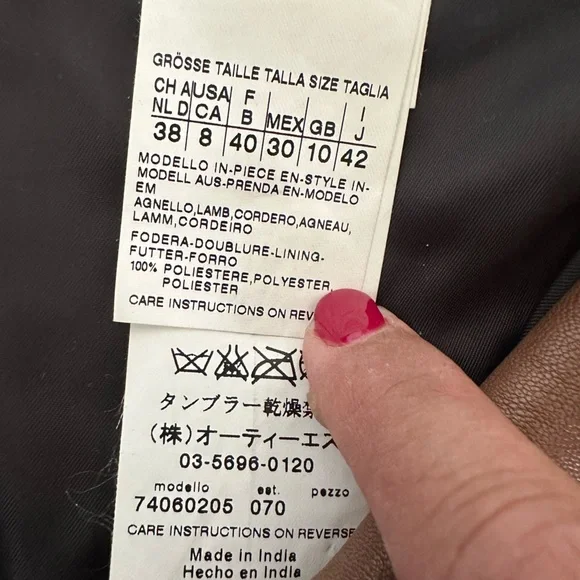 GRÖSSE TAILLE TALLA SIZE TAGLIA
CH A USA F I
NL D CA B MEX GB J
38 8 40 30 10 42
MODELLO IN-PIECE EN-STYLE IN-
MODELL AUS-PRENDA EN-MODELO
EM
AGNELLO,LAMB,CORDERO,AGNEAU,
LAMM,CORDEIRO
FODERA-DOUBLURE-LINING-
FUTTER-FORRO
100% POLIESTERE,POLYESTER,
POLIESTER
CARE INSTRUCTIONS ON
タンブラー乾燥
(株)オーティーエス
03-5696-0120
modello est. pezzo
74060205 070
CARE INSTRUCTIONS ON REVERSE
Made in India
Hecho en India